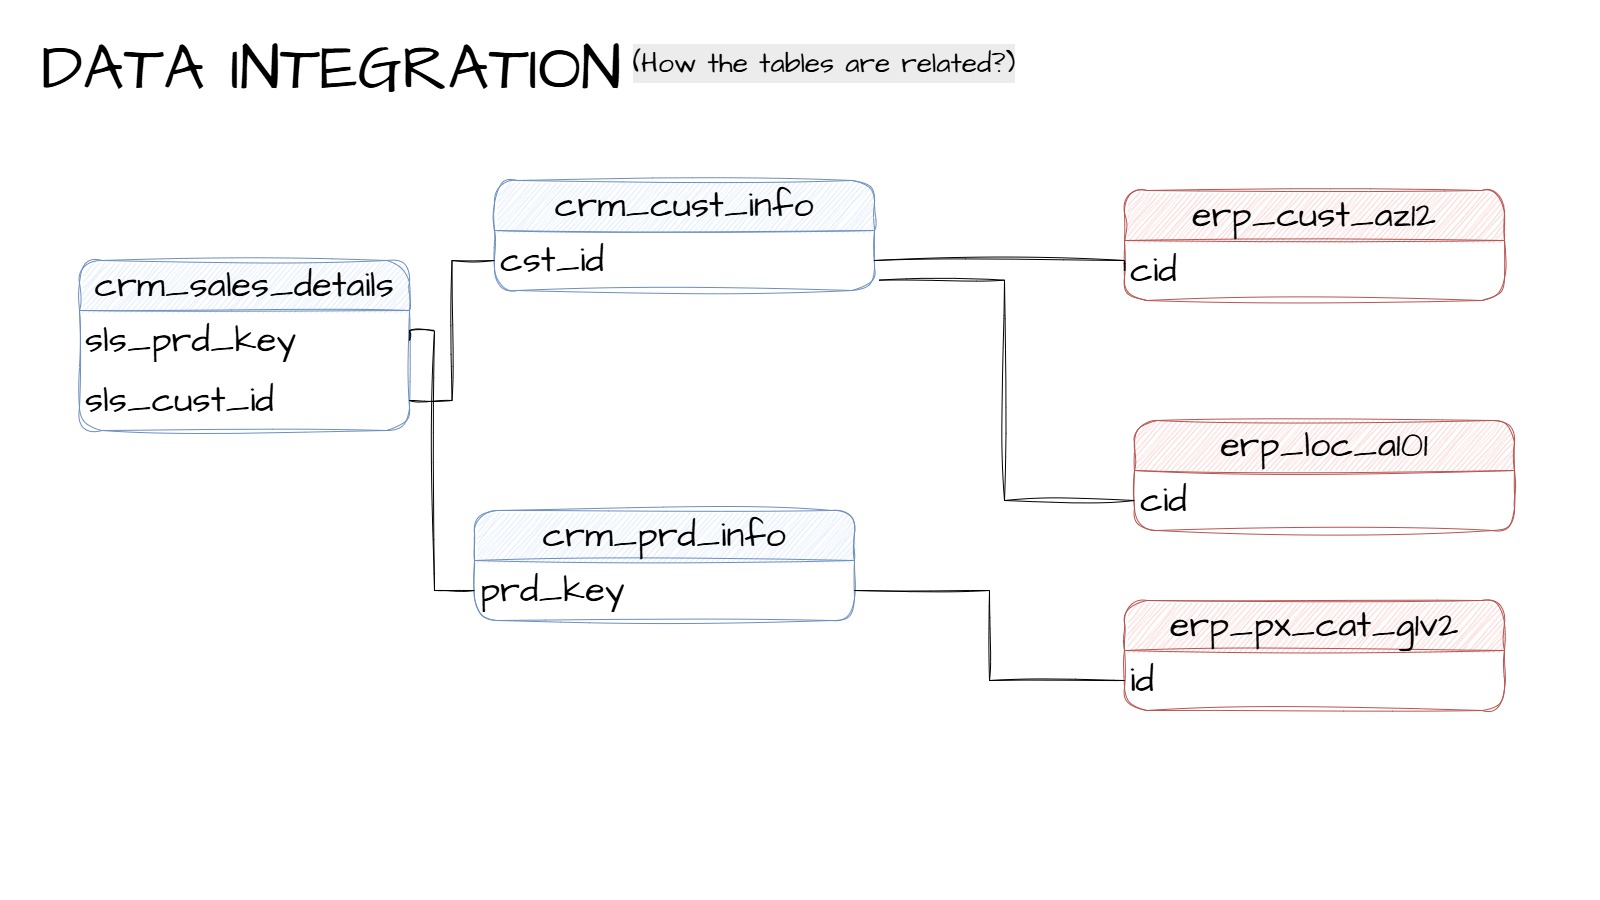 DATA INTEGRATION (How the tables are related?)
crm_sales_details
sls_prd_key
sls_cust_id
crm_cust_info
cst_id
crm_prd_info
prd_key
erp_cust_az12
cid
erp_loc_a101
cid
erp_px_cat_g1v2
id